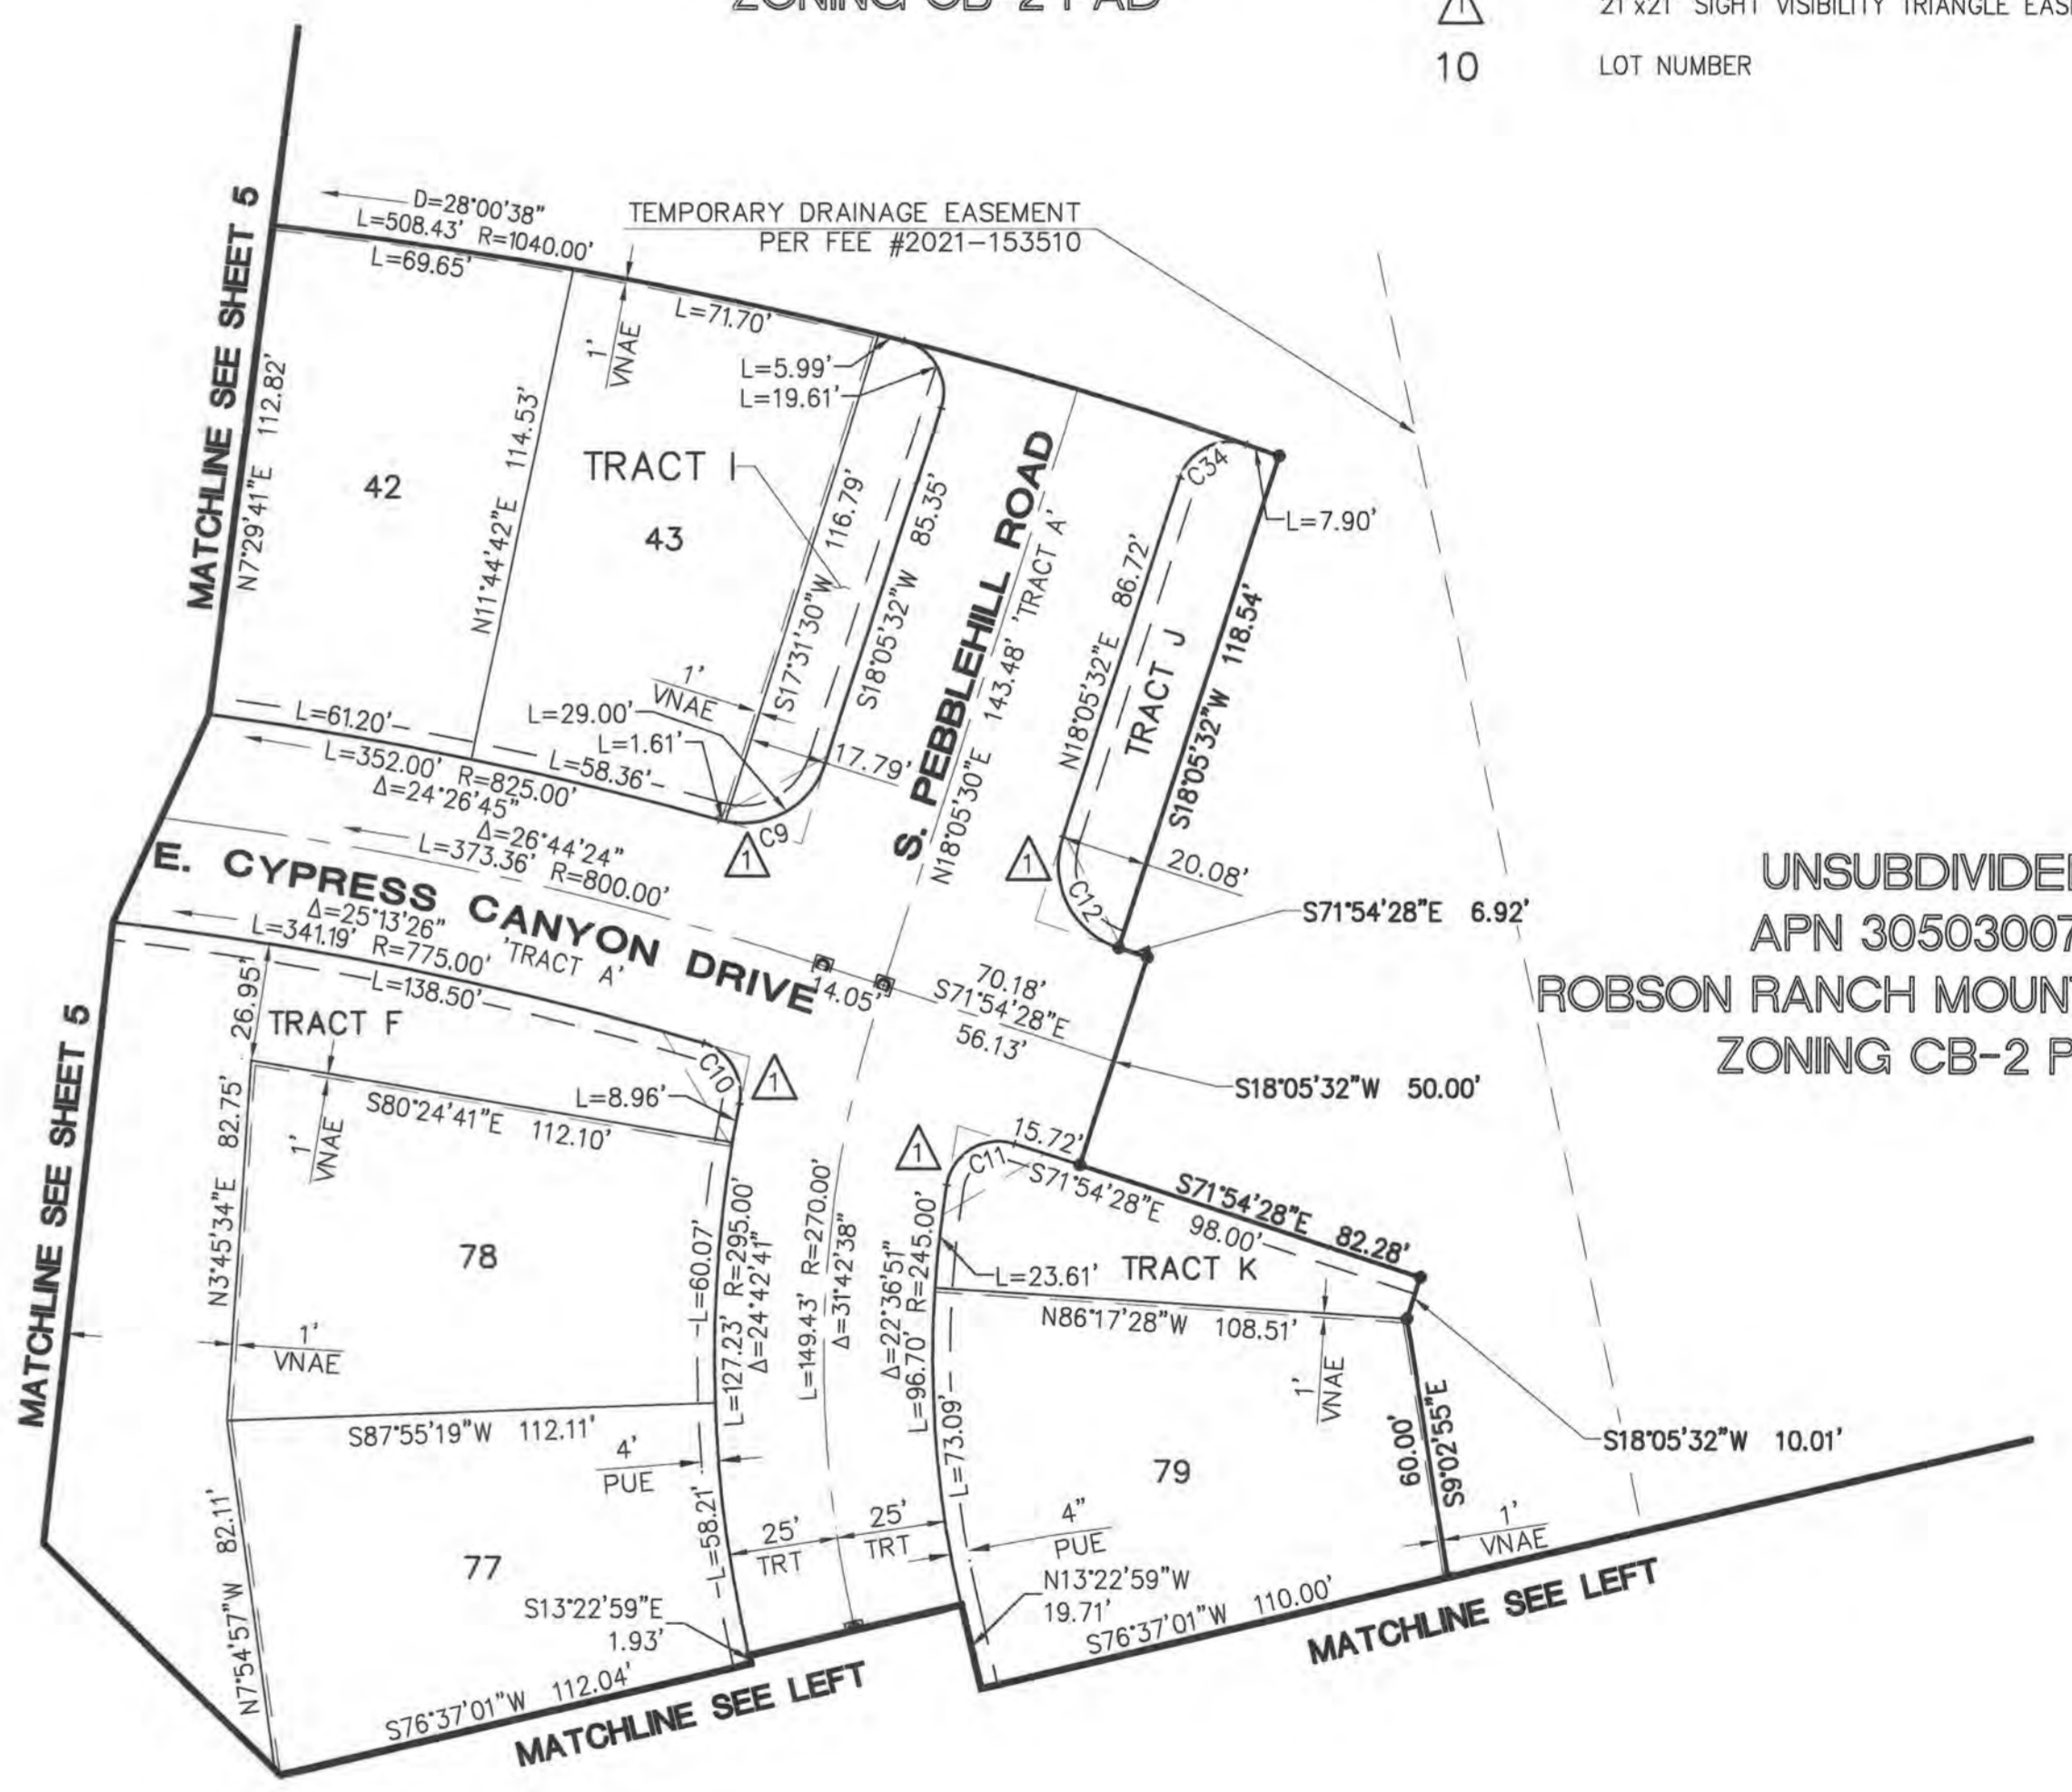 ZONING CB-2 PAD
1
21'x21' SIGHT VISIBILITY TRIANGLE
10 LOT NUMBER
MATCHLINE SEE SHEET 5
D=28°00'38"
L=508.43' R=1040.00'
L=69.65'
TEMPORARY DRAINAGE EASEMENT
PER FEE #2021-153510
L=71.70'
1'
VNAE
L=5.99'
L=19.61'
N7°29'41"E 112.82'
42
N11°44'42"E 114.53'
TRACT I
43
S17°31'30"W 116.79'
S18°05'32"W 85.35'
1'
VNAE
L=29.00'
L=1.61'
17.79'
L=61.20'
L=58.36'
L=352.00' R=825.00'
Δ=24°26'45"
C9
1
S. PEBBLEHILL ROAD
N18°05'30"E 143.48' 'TRACT A'
C34
L=7.90'
N18°05'32"E 86.72'
TRACT J
S18°05'32"W 118.54'
1
C12
20.08'
S71°54'28"E 6.92'
Δ=26°44'24"
L=373.36' R=800.00'
E. CYPRESS CANYON DRIVE
Δ=25°13'26"
L=341.19' R=775.00'
'TRACT A'
14.05'
70.18'
S71°54'28"E
56.13'
S18°05'32"W 50.00'
UNSUBDIVIDED
APN 30503007
ROBSON RANCH
ZONING CB-2
MATCHLINE SEE SHEET 5
26.95'
L=138.50'
TRACT F
C10
1
L=8.96'
S80°24'41"E 112.10'
1'
VNAE
N3°45'34"E 82.75'
78
1'
VNAE
L=60.07'
L=127.23' R=295.00'
Δ=24°42'41"
L=149.43' R=270.00'
Δ=31°42'38"
Δ=22°36'51"
L=96.70' R=245.00'
1
C11
15.72'
S71°54'28"E 98.00'
S71°54'28"E 82.28'
L=23.61'
TRACT K
N86°17'28"W 108.51'
1'
VNAE
S18°05'32"W 10.01'
S87°55'19"W 112.11'
4'
PUE
N7°54'57"W 82.11'
77
L=58.21'
25'
TRT
25'
TRT
L=73.09'
79
4"
PUE
60.00'
S9°02'55"E
1'
VNAE
S13°22'59"E
1.93'
N13°22'59"W
19.71'
S76°37'01"W 112.04'
MATCHLINE SEE LEFT
S76°37'01"W 110.00'
MATCHLINE SEE LEFT